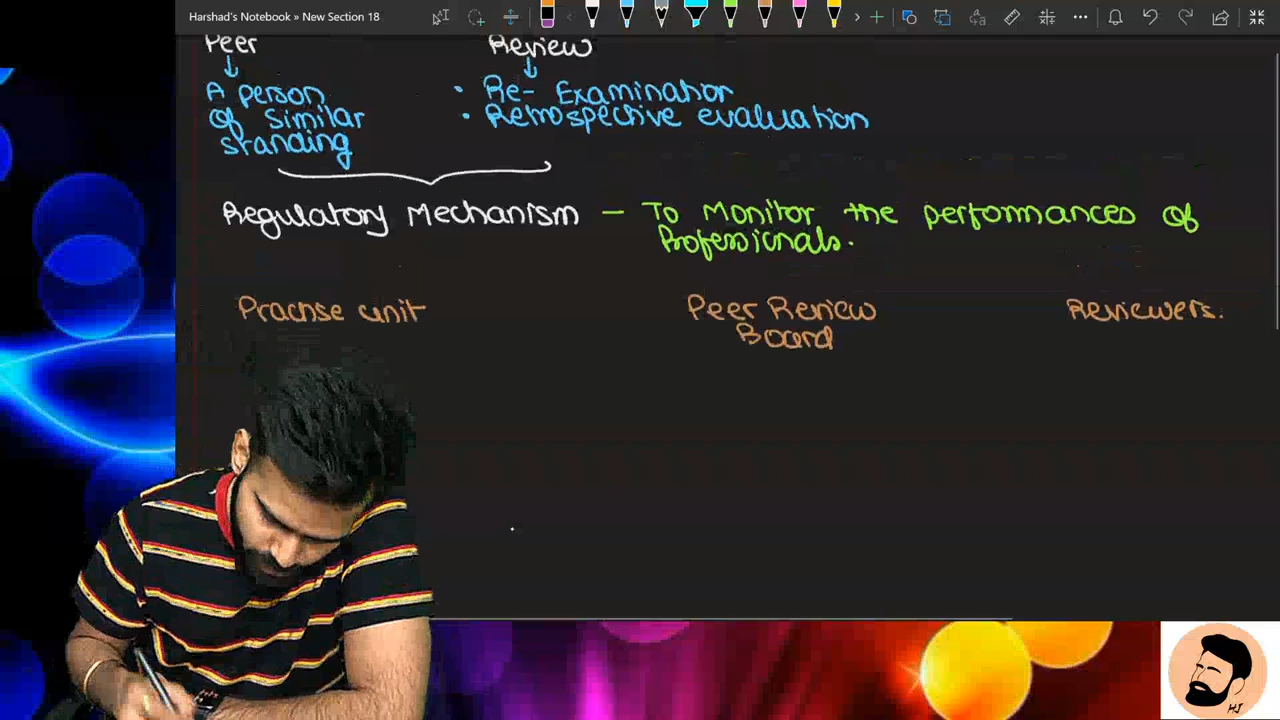 Harshad's Notebook » New Section 18
Peer
Review
A person
of Similar
standing
• Re- Examination
• Retrospective evaluation
Regulatory Mechanism – To Monitor the performances of
Professionals.
Practise unit
Peer Review
Board
Reviewers.
HJ